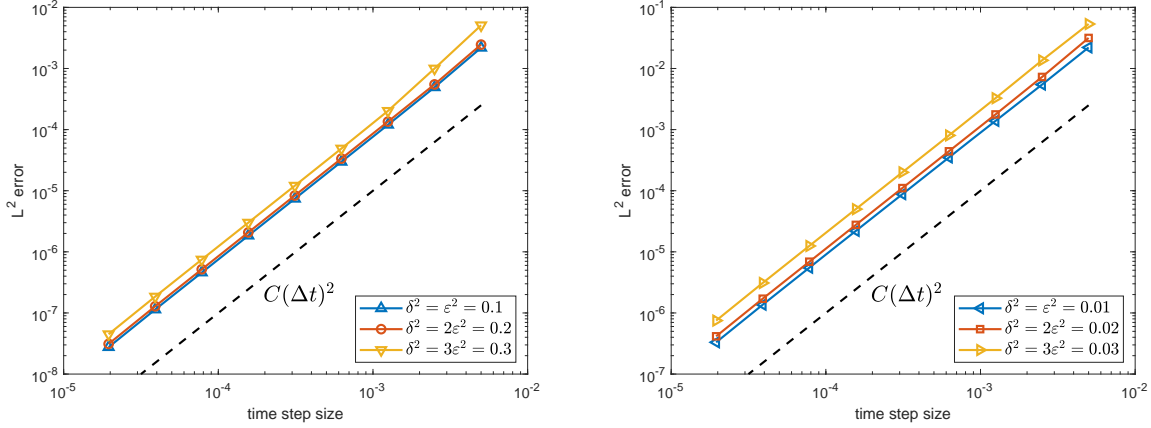 10^-2
10^-3
10^-4
10^-5
10^-6
10^-7
10^-8
L^2 error
C(Δt)^2
δ^2 = ε^2 = 0.1
δ^2 = 2ε^2 = 0.2
δ^2 = 3ε^2 = 0.3
10^-5
10^-4
10^-3
10^-2
time step size
10^-1
10^-2
10^-3
10^-4
10^-5
10^-6
10^-7
L^2 error
C(Δt)^2
δ^2 = ε^2 = 0.01
δ^2 = 2ε^2 = 0.02
δ^2 = 3ε^2 = 0.03
10^-5
10^-4
10^-3
10^-2
time step size